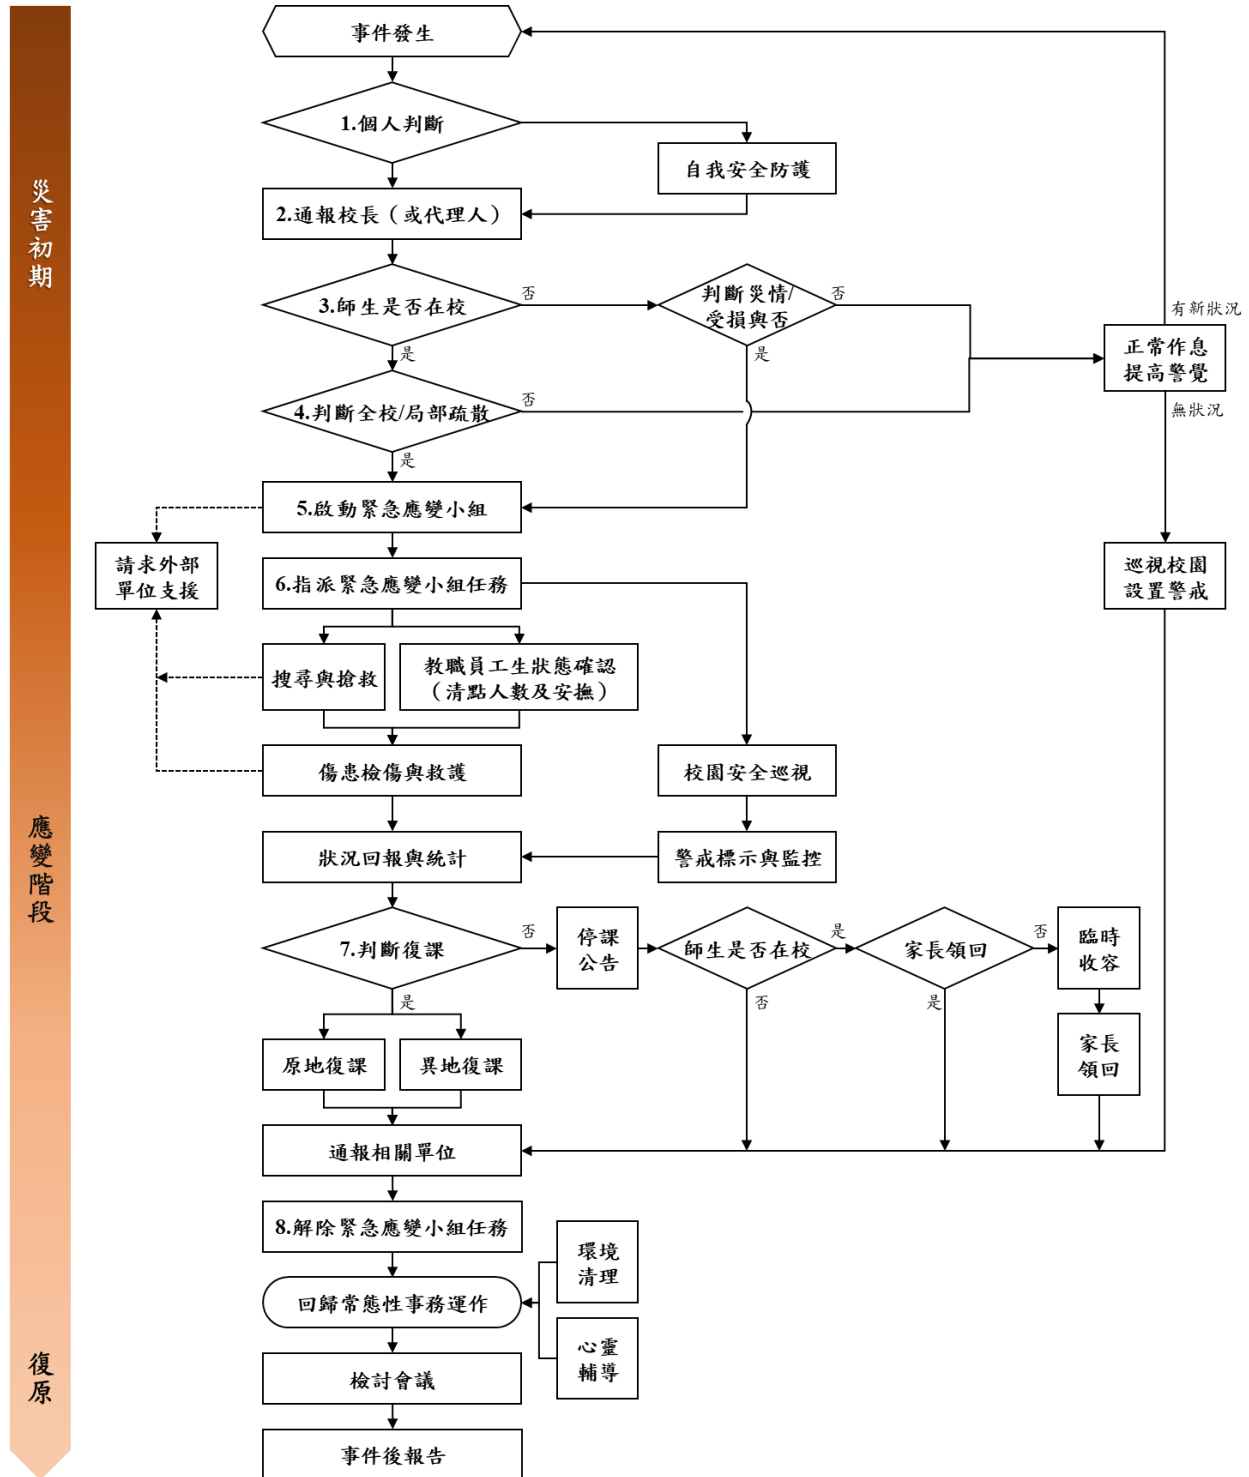 災害初期
應變階段
復原
事件發生
1.個人判斷
自我安全防護
2.通報校長（或代理人）
3.師生是否在校
否
判斷災情/
受損與否
否
有新狀況
正常作息
提高警覺
無狀況
是
是
4.判斷全校/局部疏散
否
是
5.啟動緊急應變小組
請求外部
單位支援
6.指派緊急應變小組任務
巡視校園
設置警戒
搜尋與搶救
教職員工生狀態確認
（清點人數及安撫）
傷患檢傷與救護
校園安全巡視
狀況回報與統計
警戒標示與監控
7.判斷復課
否
停課
公告
師生是否在校
是
家長領回
否
臨時
收容
是
否
是
原地復課
異地復課
家長
領回
通報相關單位
8.解除緊急應變小組任務
環境
清理
回歸常態性事務運作
心靈
輔導
檢討會議
事件後報告